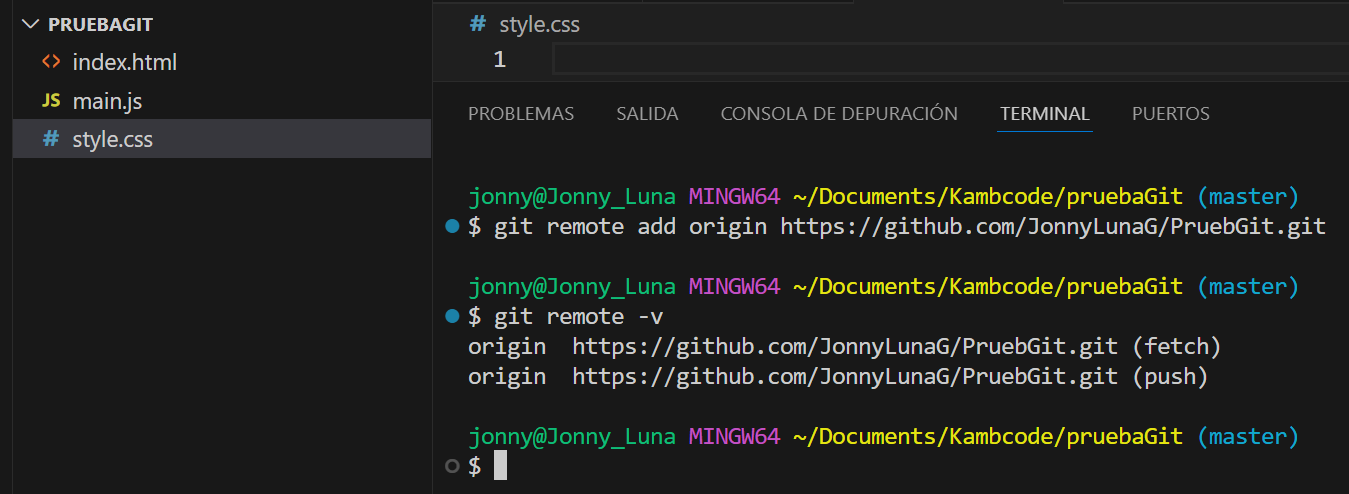 PRUEBAGIT
<> index.html
JS main.js
# style.css
# style.css
1
PROBLEMAS SALIDA CONSOLA DE DEPURACIÓN TERMINAL PUERTOS
jonny@Jonny_Luna MINGW64 ~/Documents/Kambcode/pruebaGit (master)
$ git remote add origin https://github.com/JonnyLunaG/PruebGit.git
jonny@Jonny_Luna MINGW64 ~/Documents/Kambcode/pruebaGit (master)
$ git remote -v
origin  https://github.com/JonnyLunaG/PruebGit.git (fetch)
origin  https://github.com/JonnyLunaG/PruebGit.git (push)
jonny@Jonny_Luna MINGW64 ~/Documents/Kambcode/pruebaGit (master)
$